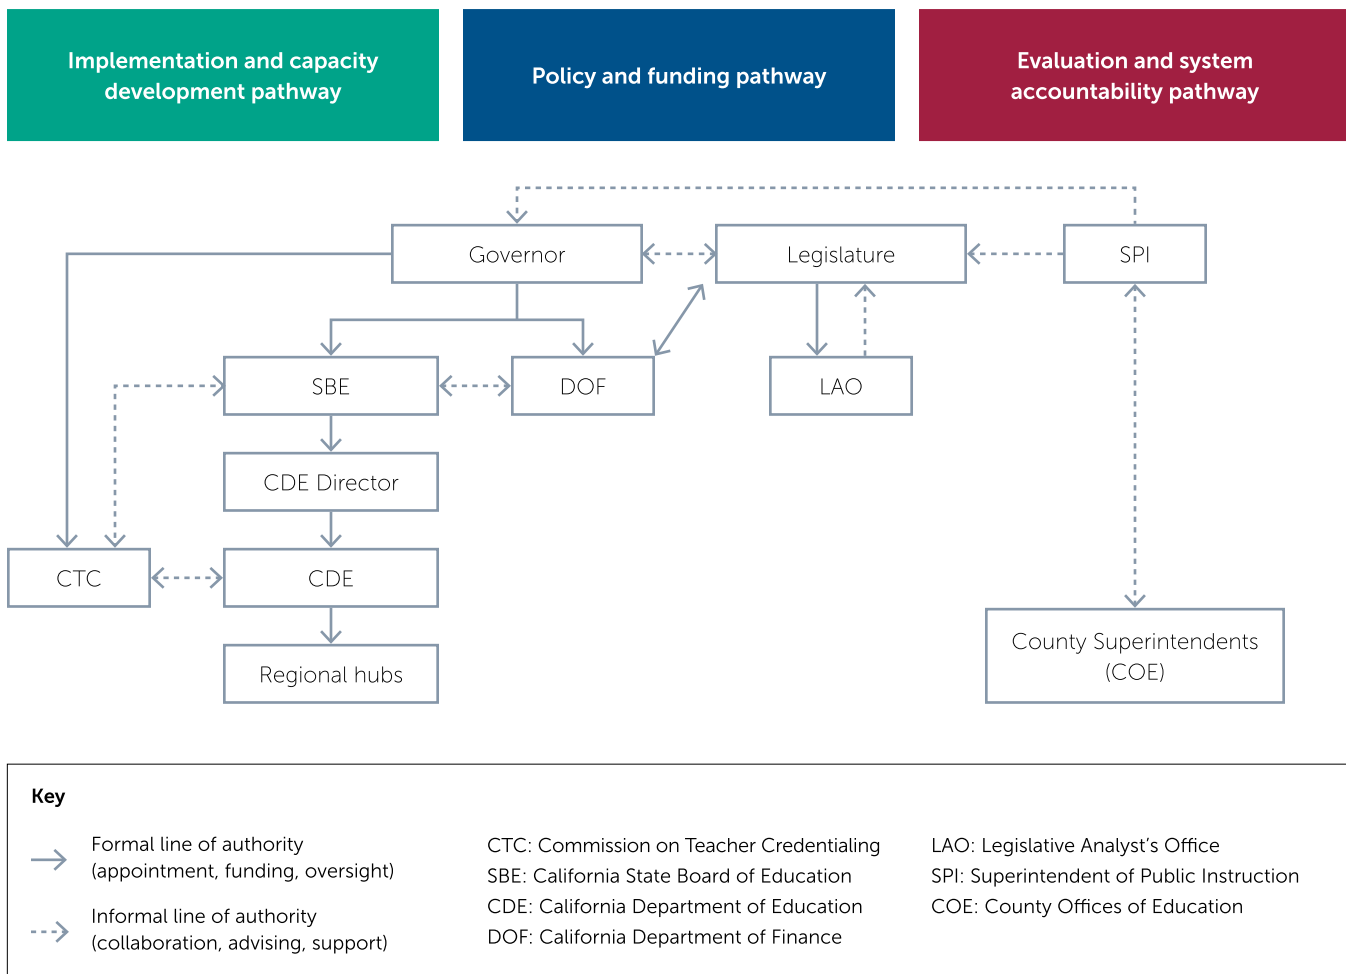 Implementation and capacity
development pathway
Policy and funding pathway
Evaluation and system
accountability pathway
Governor
Legislature
SPI
SBE
DOF
LAO
CDE Director
CTC
CDE
Regional hubs
County Superintendents
(COE)
Key
Formal line of authority
(appointment, funding, oversight)
Informal line of authority
(collaboration, advising, support)
CTC: Commission on Teacher Credentialing
SBE: California State Board of Education
CDE: California Department of Education
DOF: California Department of Finance
LAO: Legislative Analyst’s Office
SPI: Superintendent of Public Instruction
COE: County Offices of Education